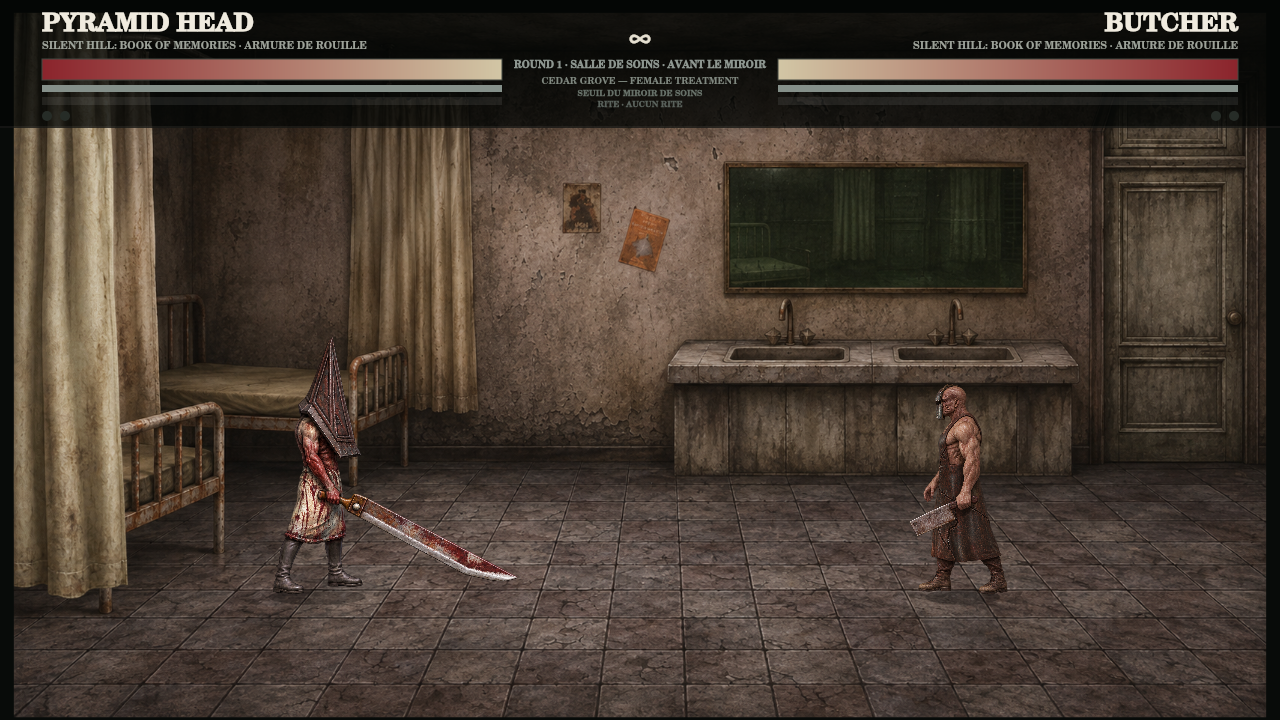 PYRAMID HEAD
SILENT HILL: BOOK OF MEMORIES · ARMURE DE ROUILLE
∞
ROUND 1 · SALLE DE SOINS · AVANT LE MIROIR
CEDAR GROVE — FEMALE TREATMENT
SEUIL DU MIROIR DE SOINS
RITE · AUCUN RITE
BUTCHER
SILENT HILL: BOOK OF MEMORIES · ARMURE DE ROUILLE